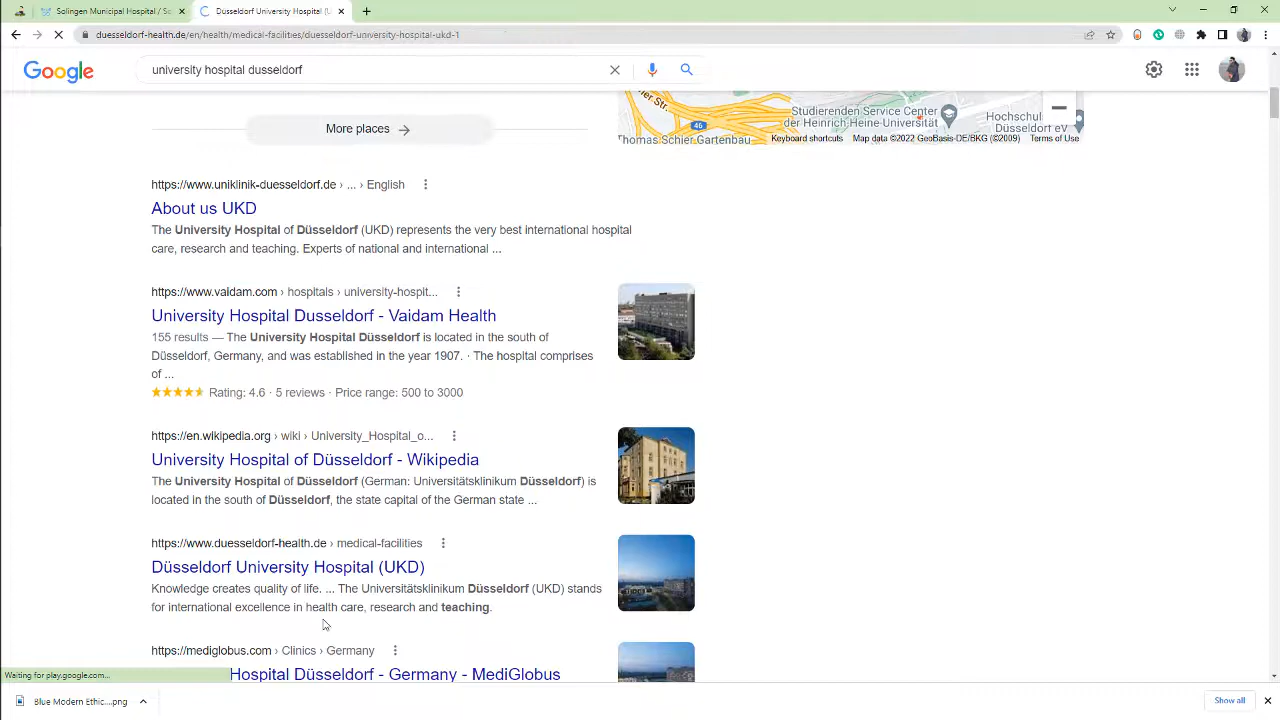 Solingen Municipal Hospital / Sc
Düsseldorf University Hospital (U
duesseldorf-health.de/en/health/medical-facilities/duesseldorf-university-hospital-ukd-1
Google
university hospital dusseldorf
More places
Str.
46
Thomas Schier Gartenbau
Studierenden Service Center
der Heinrich-Heine-Universität
Hochschul
Düsseldorf eV
Keyboard shortcuts
Map data ©2022 GeoBasis-DE/BKG (©2009)
Terms of Use
https://www.uniklinik-duesseldorf.de › ... › English
About us UKD
The University Hospital of Düsseldorf (UKD) represents the very best international hospital
care, research and teaching. Experts of national and international ...
https://www.vaidam.com › hospitals › university-hospit...
University Hospital Dusseldorf - Vaidam Health
155 results — The University Hospital Düsseldorf is located in the south of
Düsseldorf, Germany, and was established in the year 1907. · The hospital comprises
of ...
Rating: 4.6 · 5 reviews · Price range: 500 to 3000
https://en.wikipedia.org › wiki › University_Hospital_o...
University Hospital of Düsseldorf - Wikipedia
The University Hospital of Düsseldorf (German: Universitätsklinikum Düsseldorf) is
located in the south of Düsseldorf, the state capital of the German state ...
https://www.duesseldorf-health.de › medical-facilities
Düsseldorf University Hospital (UKD)
Knowledge creates quality of life. ... The Universitätsklinikum Düsseldorf (UKD) stands
for international excellence in health care, research and teaching.
https://mediglobus.com › Clinics › Germany
Hospital Düsseldorf - Germany - MediGlobus
Waiting for play.google.com...
Blue Modern Ethic....png
Show all